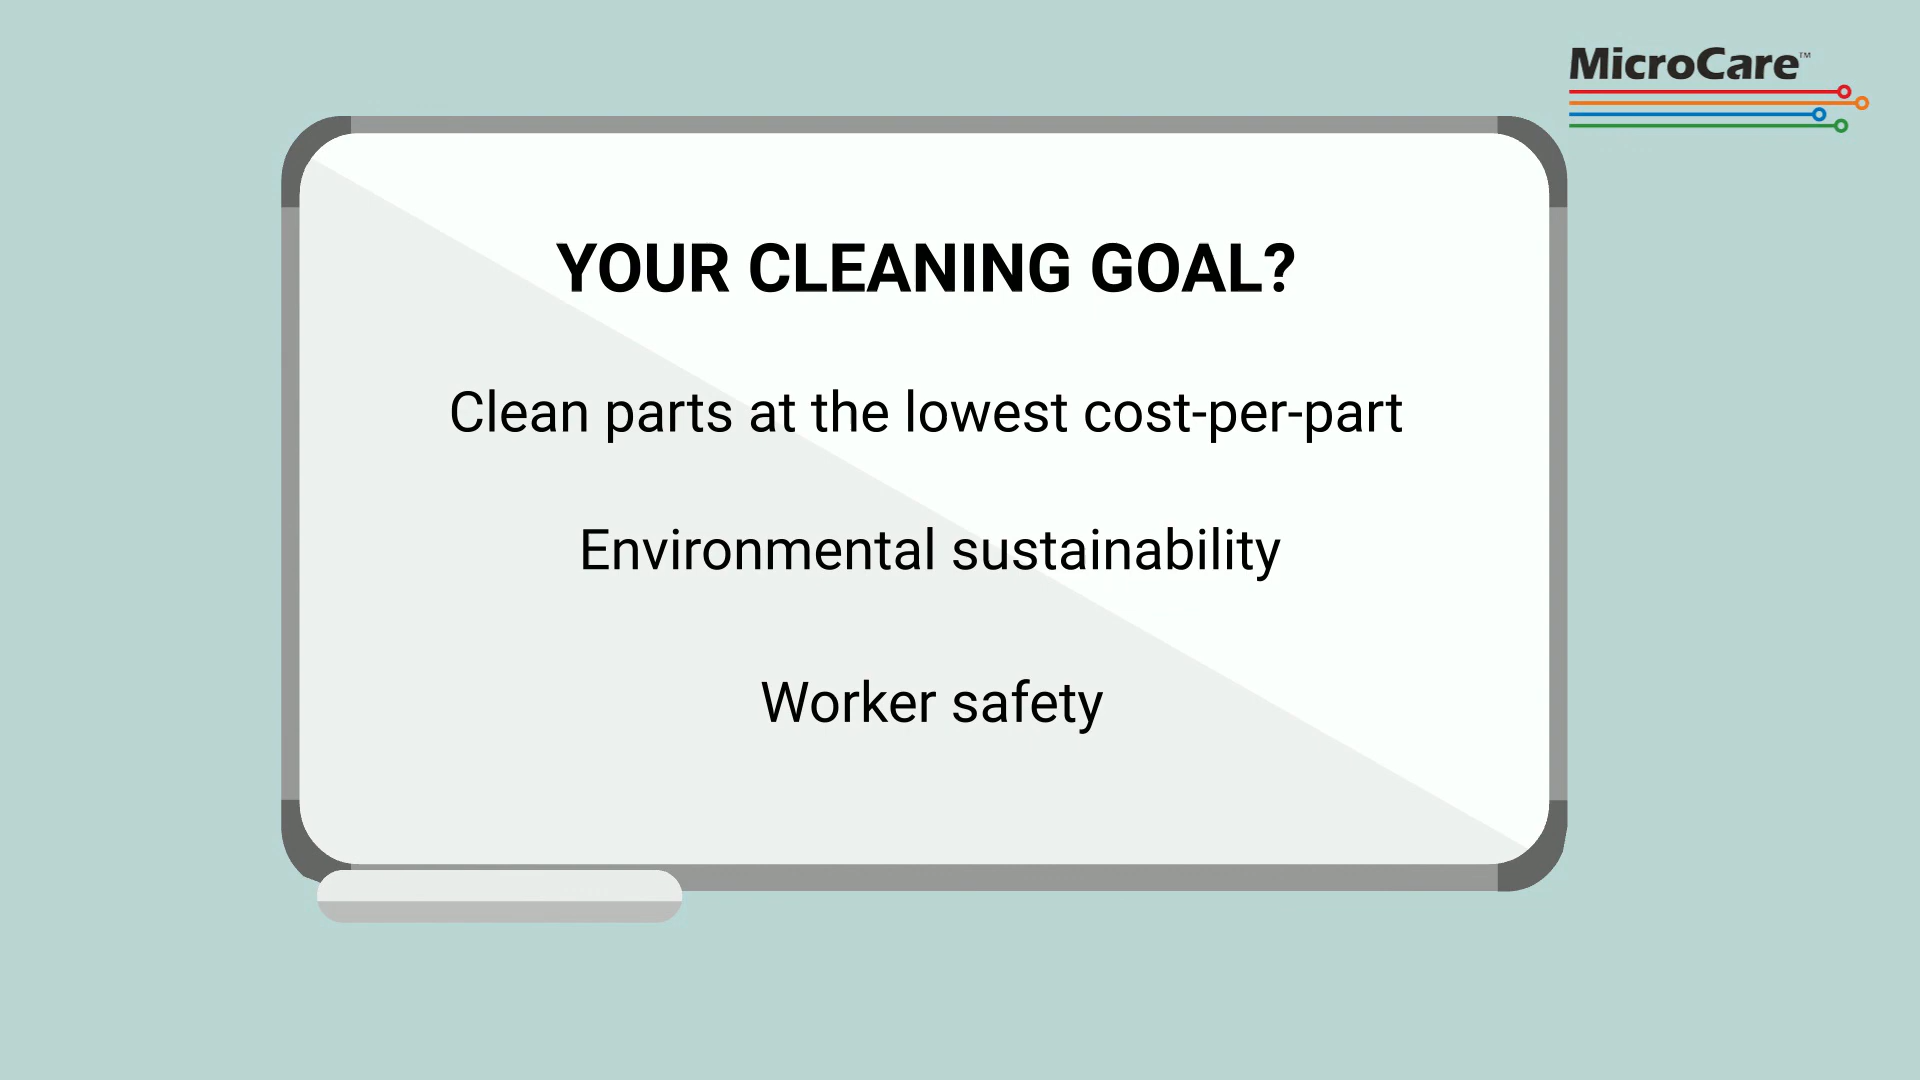 MicroCare™
YOUR CLEANING GOAL?
Clean parts at the lowest cost-per-part
Environmental sustainability
Worker safety